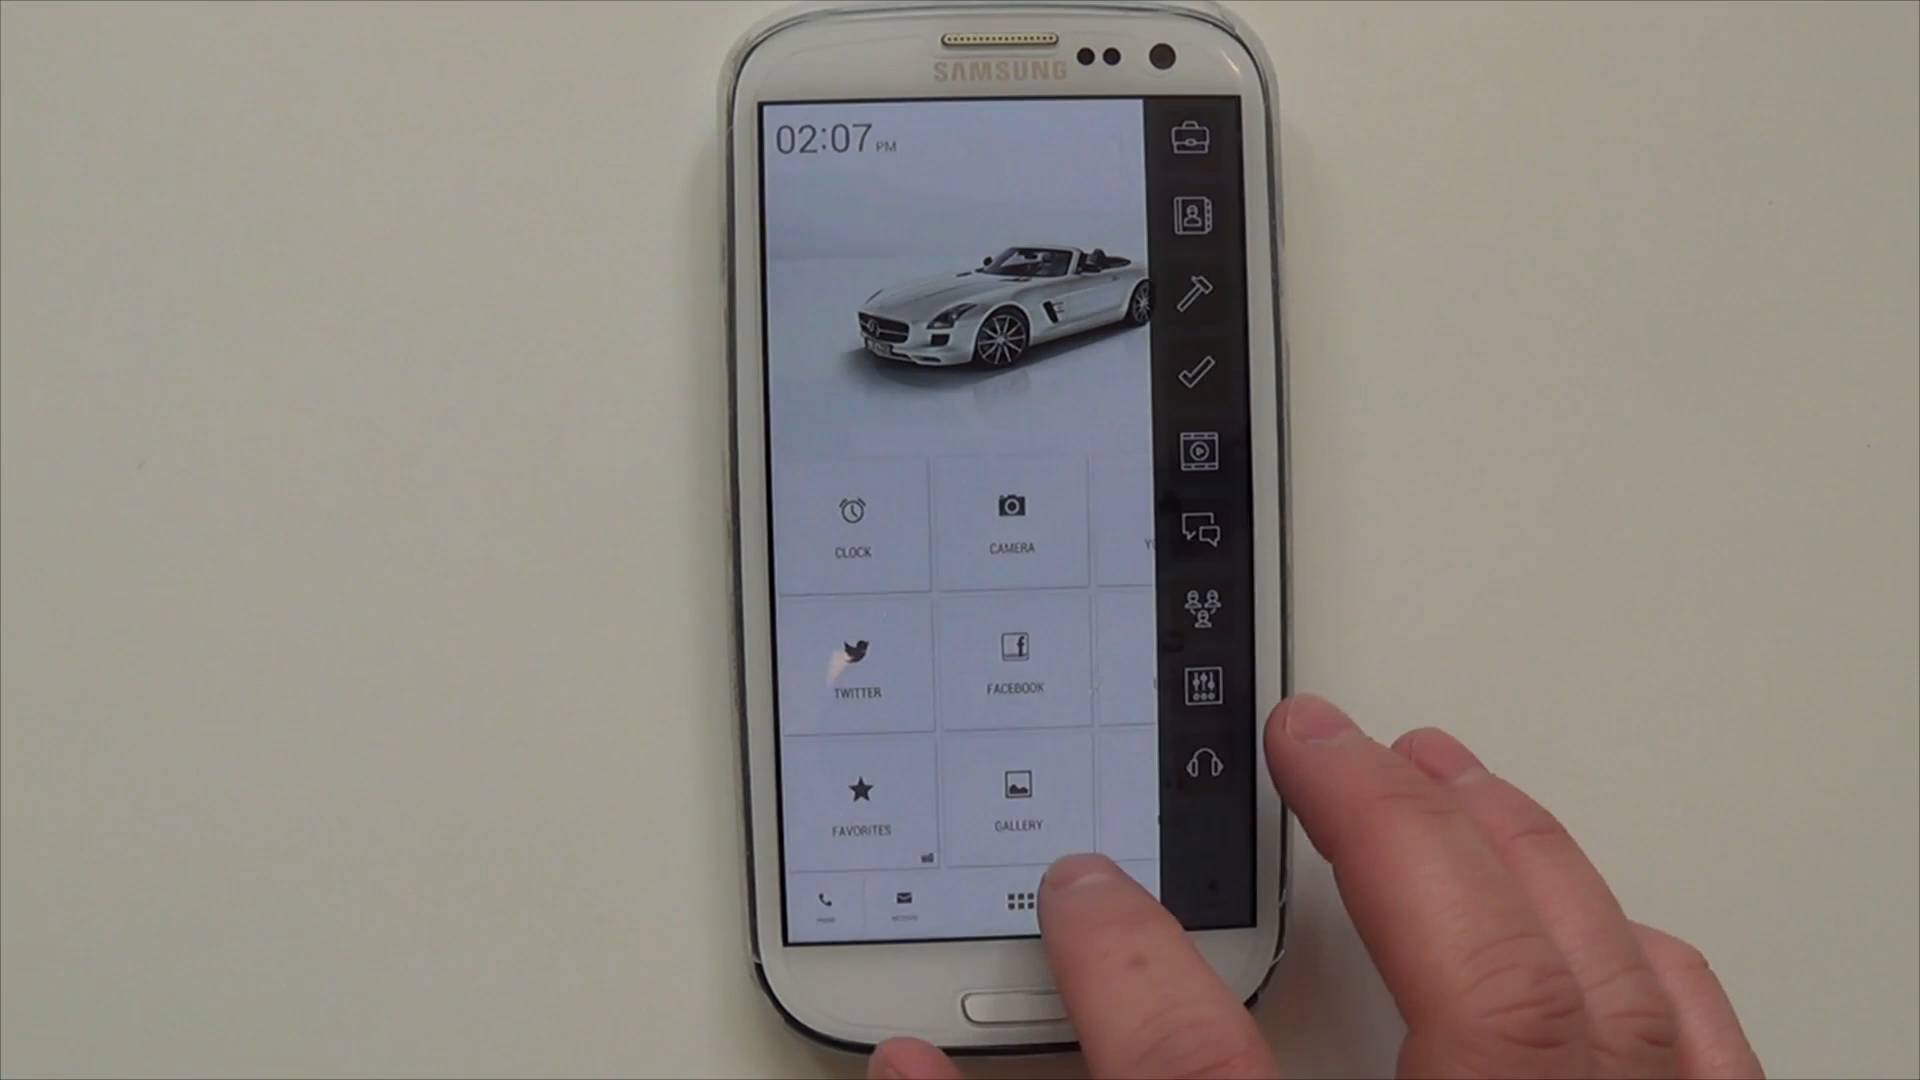 SAMSUNG
02:07 PM
CLOCK
CAMERA
TWITTER
FACEBOOK
FAVORITES
GALLERY